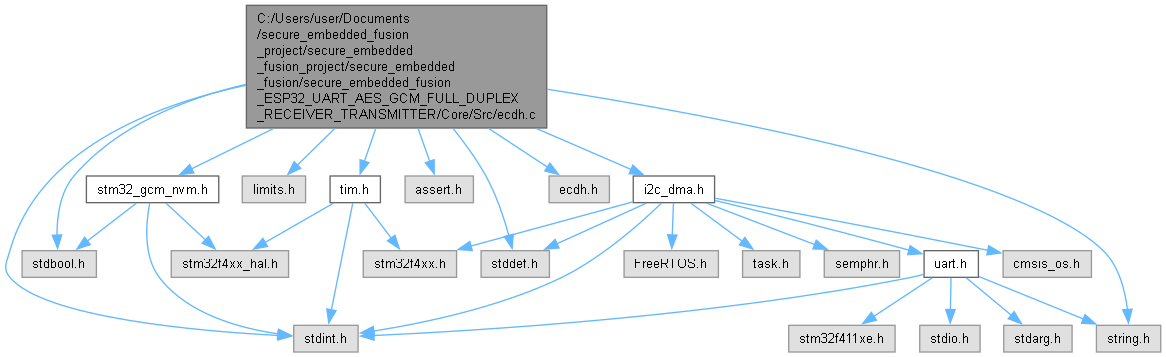 C:/Users/user/Documents
/secure_embedded_fusion
_project/secure_embedded
_fusion_project/secure_embedded
_fusion/secure_embedded_fusion
_ESP32_UART_AES_GCM_FULL_DUPLEX
_RECEIVER_TRANSMITTER/Core/Src/ecdh.c
stm32_gcm_nvm.h
limits.h
tim.h
assert.h
ecdh.h
i2c_dma.h
stdbool.h
stm32f4xx_hal.h
stm32f4xx.h
stddef.h
FreeRTOS.h
task.h
semphr.h
uart.h
cmsis_os.h
stdint.h
stm32f411xe.h
stdio.h
stdarg.h
string.h